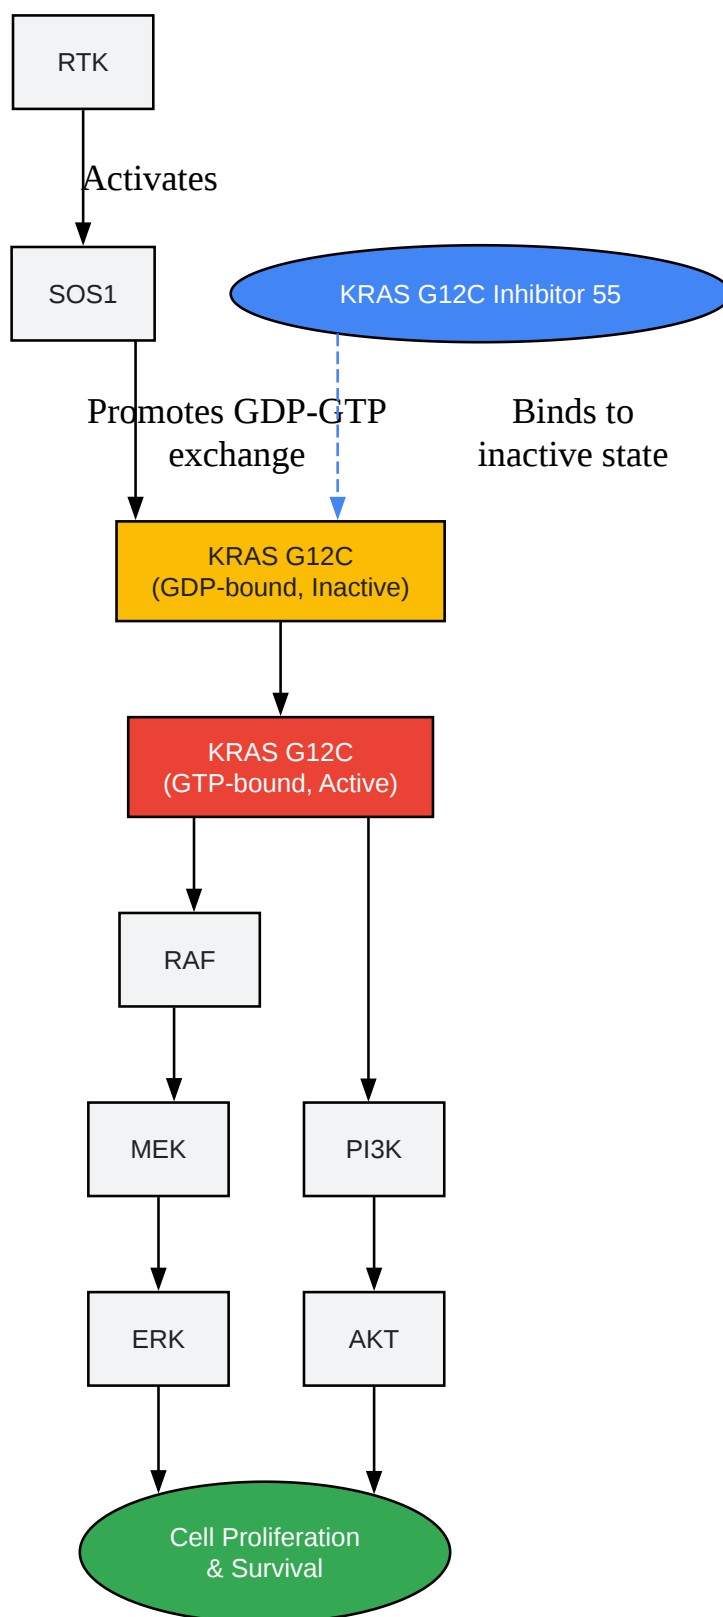 RTK
Activates
SOS1
KRAS G12C Inhibitor 55
Promotes GDP-GTP
exchange
Binds to
inactive state
KRAS G12C
(GDP-bound, Inactive)
KRAS G12C
(GTP-bound, Active)
RAF
MEK
PI3K
ERK
AKT
Cell Proliferation
& Survival